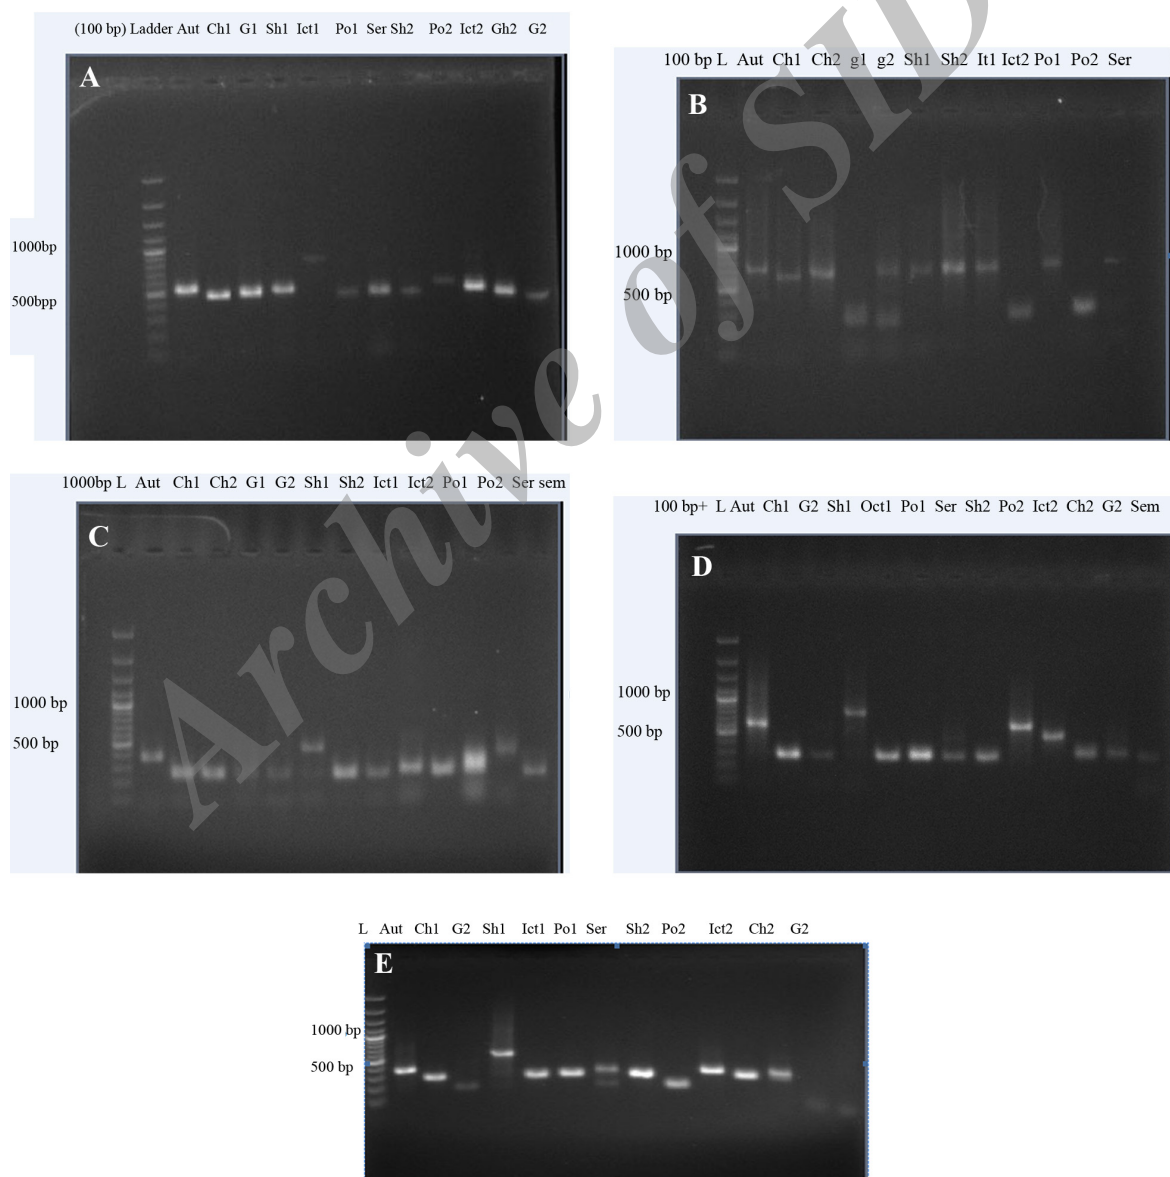 (100 bp) Ladder Aut Ch1 G1 Sh1 Ict1 Po1 Ser Sh2 Po2 Ict2 Gh2 G2
A
1000bp
500bpp
100 bp L Aut Ch1 Ch2 g1 g2 Sh1 Sh2 It1 Ict2 Po1 Po2 Ser
B
1000 bp
500 bp
1000bp L Aut Ch1 Ch2 G1 G2 Sh1 Sh2 Ict1 Ict2 Po1 Po2 Ser sem
C
1000 bp
500 bp
100 bp+ L Aut Ch1 G2 Sh1 Oct1 Po1 Ser Sh2 Po2 Ict2 Ch2 G2 Sem
D
1000 bp
500 bp
L Aut Ch1 G2 Sh1 Ict1 Po1 Ser Sh2 Po2 Ict2 Ch2 G2
E
1000 bp
500 bp
Archive of SID